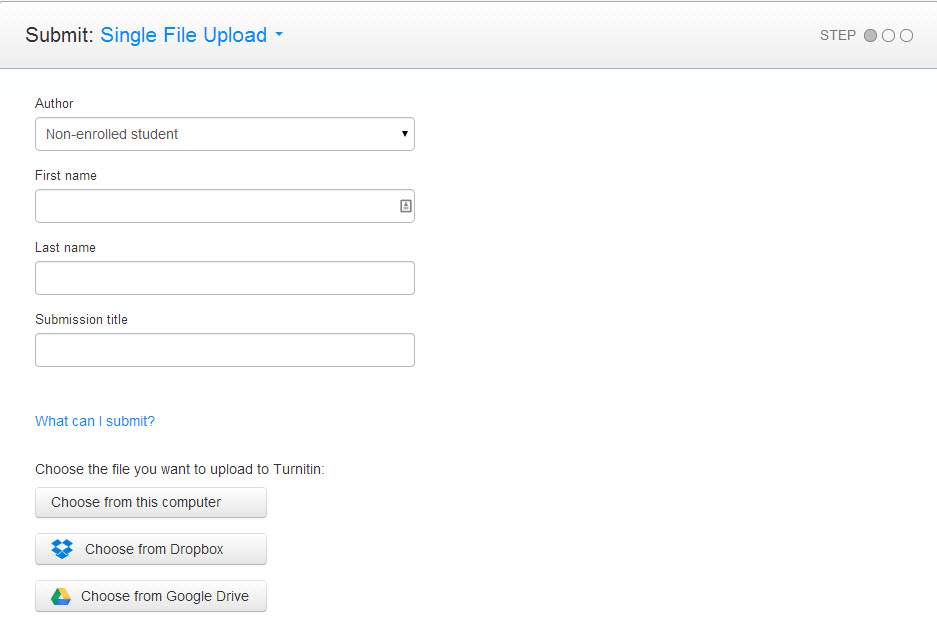 Submit: Single File Upload
STEP
Author
Non-enrolled student
First name
Last name
Submission title
What can I submit?
Choose the file you want to upload to Turnitin:
Choose from this computer
Choose from Dropbox
Choose from Google Drive